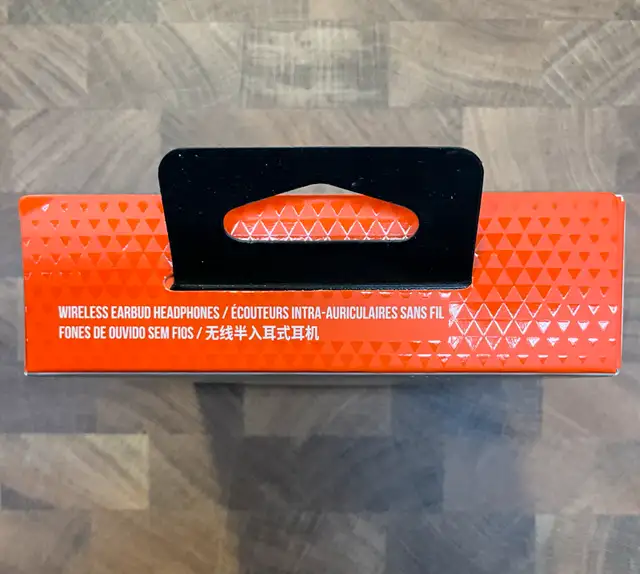 WIRELESS EARBUD HEADPHONES / ÉCOUTEURS INTRA-AURICULAIRES SANS FIL
FONES DE OUVIDO SEM FIOS / 无线半入耳式耳机